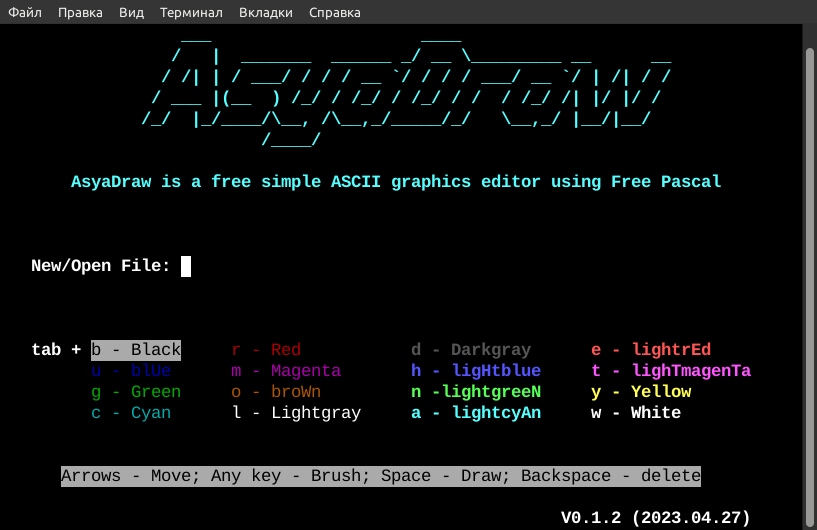 Файл Правка Вид Терминал Вкладки Справка
AsyaDraw
AsyaDraw is a free simple ASCII graphics editor using Free Pascal
New/Open File:
tab + b - Black r - Red d - Darkgray e - lightrEd
u - blUe m - Magenta h - ligHtblue t - lighTmagenTa
g - Green o - broWn n -lightgreeN y - Yellow
c - Cyan l - Lightgray a - lightcyAn w - White
Arrows - Move; Any key - Brush; Space - Draw; Backspace - delete
V0.1.2 (2023.04.27)